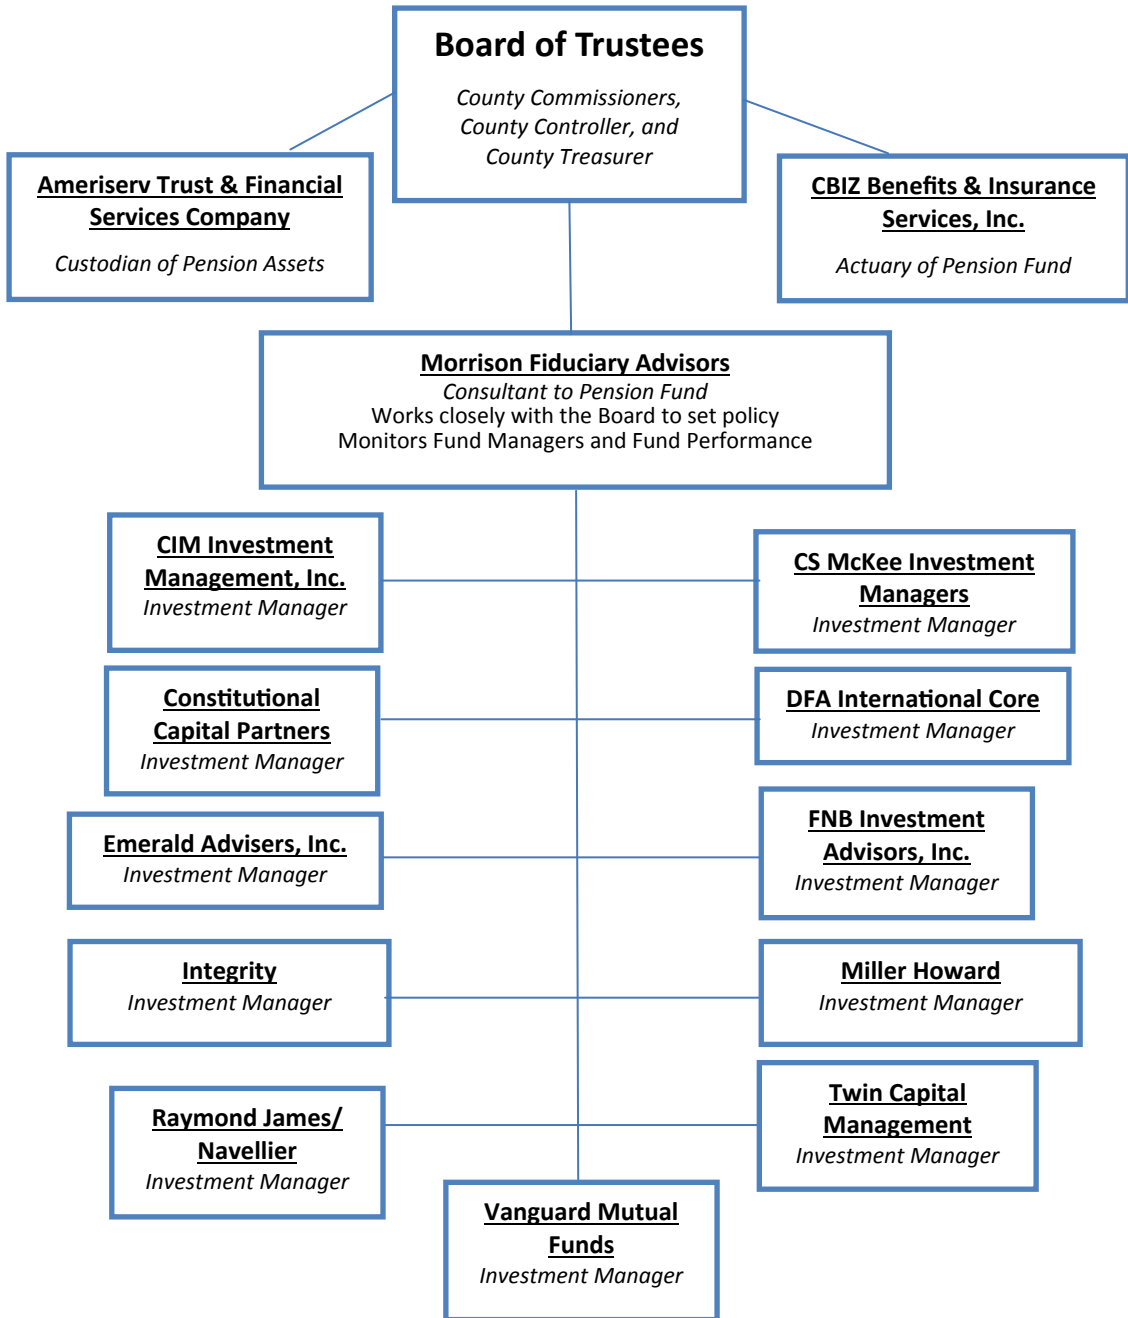 Board of Trustees
County Commissioners,
County Controller, and
County Treasurer
Ameriserv Trust & Financial
Services Company
Custodian of Pension Assets
CBIZ Benefits & Insurance
Services, Inc.
Actuary of Pension Fund
Morrison Fiduciary Advisors
Consultant to Pension Fund
Works closely with the Board to set policy
Monitors Fund Managers and Fund Performance
CIM Investment
Management, Inc.
Investment Manager
CS McKee Investment
Managers
Investment Manager
Constitutional
Capital Partners
Investment Manager
DFA International Core
Investment Manager
Emerald Advisers, Inc.
Investment Manager
FNB Investment
Advisors, Inc.
Investment Manager
Integrity
Investment Manager
Miller Howard
Investment Manager
Raymond James/
Navellier
Investment Manager
Twin Capital
Management
Investment Manager
Vanguard Mutual
Funds
Investment Manager